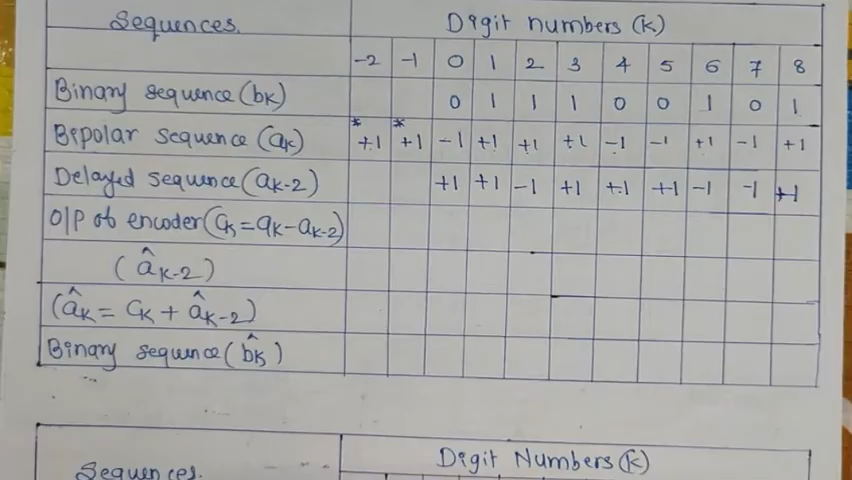 Sequences. Digit numbers (k)
-2 -1 0 1 2 3 4 5 6 7 8
Binary sequence (bk) 0 1 1 1 0 0 1 0 1
Bipolar sequence (ak) *+1 *+1 -1 +1 +1 +1 -1 -1 +1 -1 +1
Delayed sequence (ak-2) +1 +1 -1 +1 +1 +1 -1 -1 +1
O/P of encoder (Ck = ak - ak-2)
(âk-2)
(âk = Ck + âk-2)
Binary sequence (b̂k)
Sequences. Digit Numbers (k)